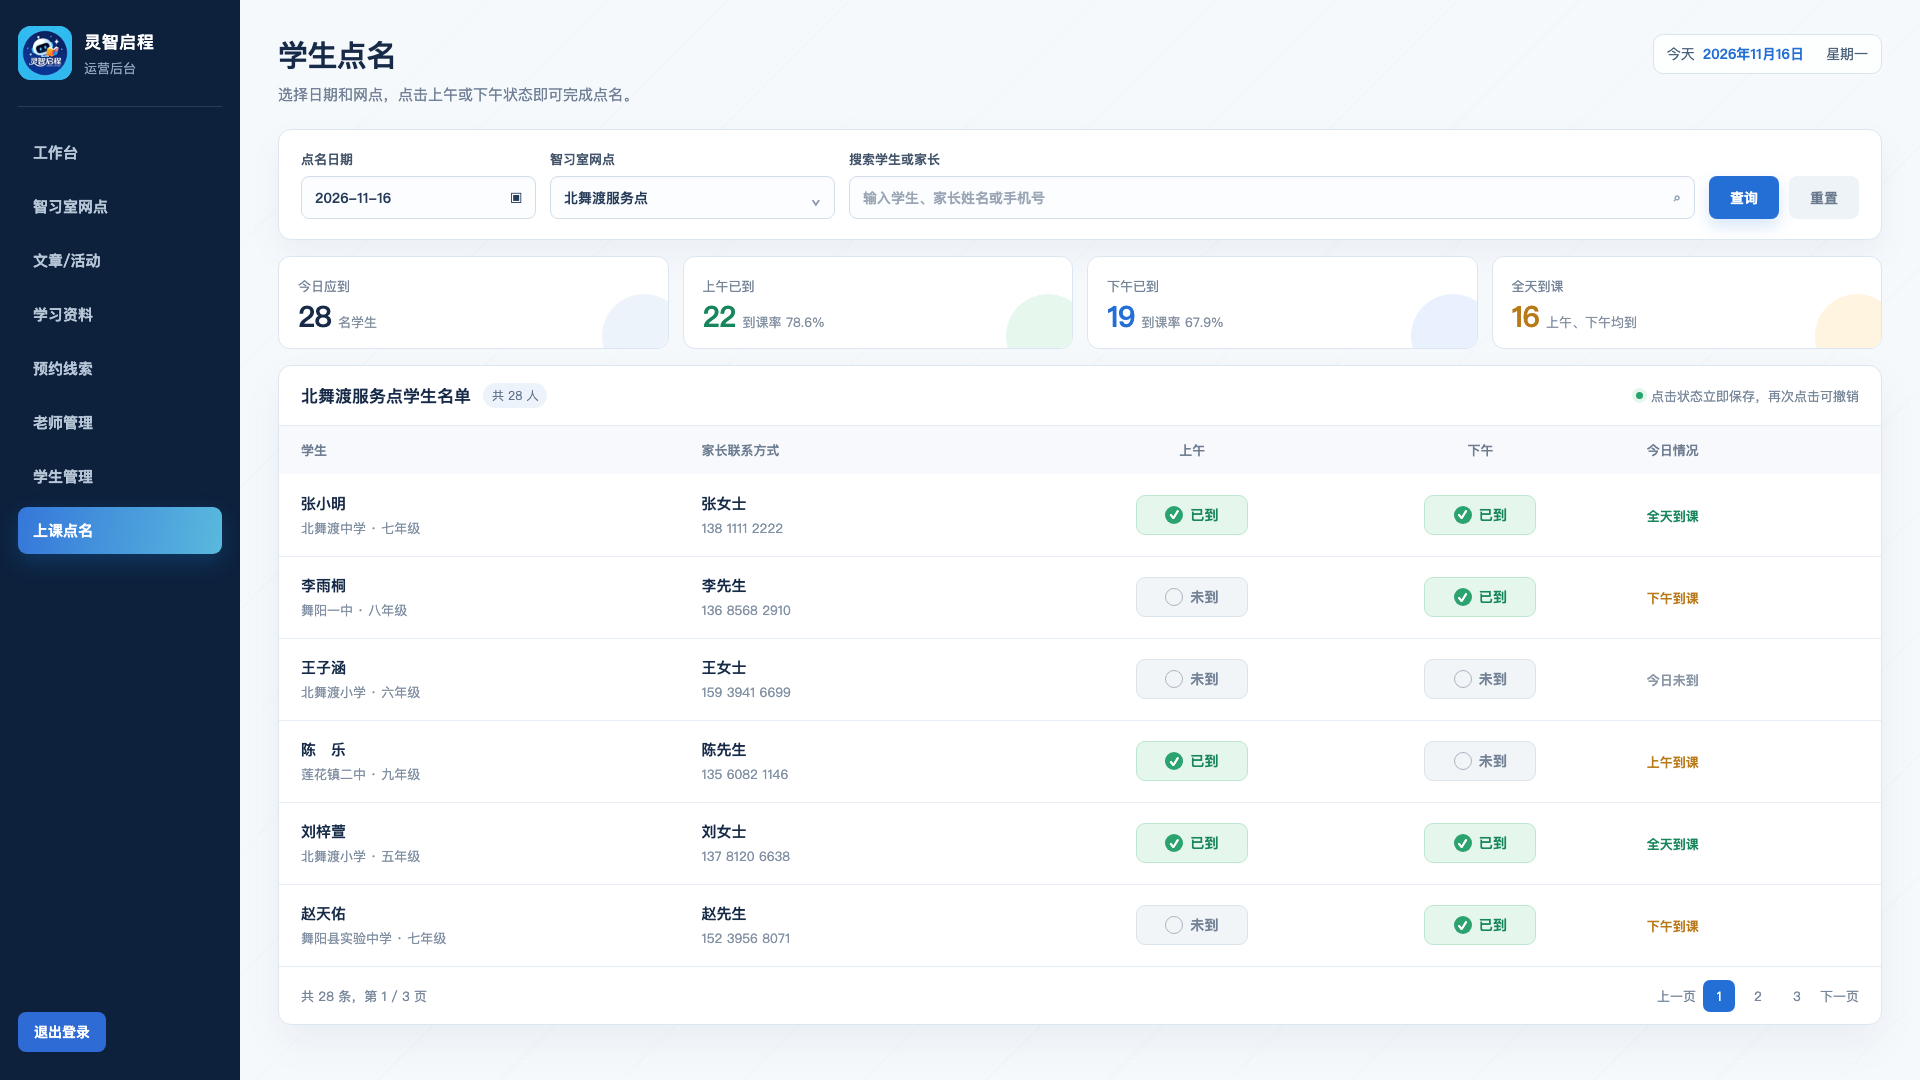 灵智启程
灵智启程
运营后台
工作台
智习室网点
文章/活动
学习资料
预约线索
老师管理
学生管理
上课点名
退出登录
学生点名
选择日期和网点，点击上午或下午状态即可完成点名。
今天 2026年11月16日 星期一
点名日期 智习室网点 搜索学生或家长
2026-11-16 北舞渡服务点 输入学生、家长姓名或手机号 查询 重置
今日应到
28 名学生
上午已到
22 到课率 78.6%
下午已到
19 到课率 67.9%
全天到课
16 上午、下午均到
北舞渡服务点学生名单 共 28 人
点击状态立即保存，再次点击可撤销
学生 家长联系方式 上午 下午 今日情况
张小明 张女士
北舞渡中学 · 七年级 138 1111 2222
已到 已到 全天到课
李雨桐 李先生
舞阳一中 · 八年级 136 8568 2910
未到 已到 下午到课
王子涵 王女士
北舞渡小学 · 六年级 159 3941 6699
未到 未到 今日未到
陈　乐 陈先生
莲花镇二中 · 九年级 135 6082 1146
已到 未到 上午到课
刘梓萱 刘女士
北舞渡小学 · 五年级 137 8120 6638
已到 已到 全天到课
赵天佑 赵先生
舞阳县实验中学 · 七年级 152 3956 8071
未到 已到 下午到课
共 28 条，第 1 / 3 页
上一页 1 2 3 下一页